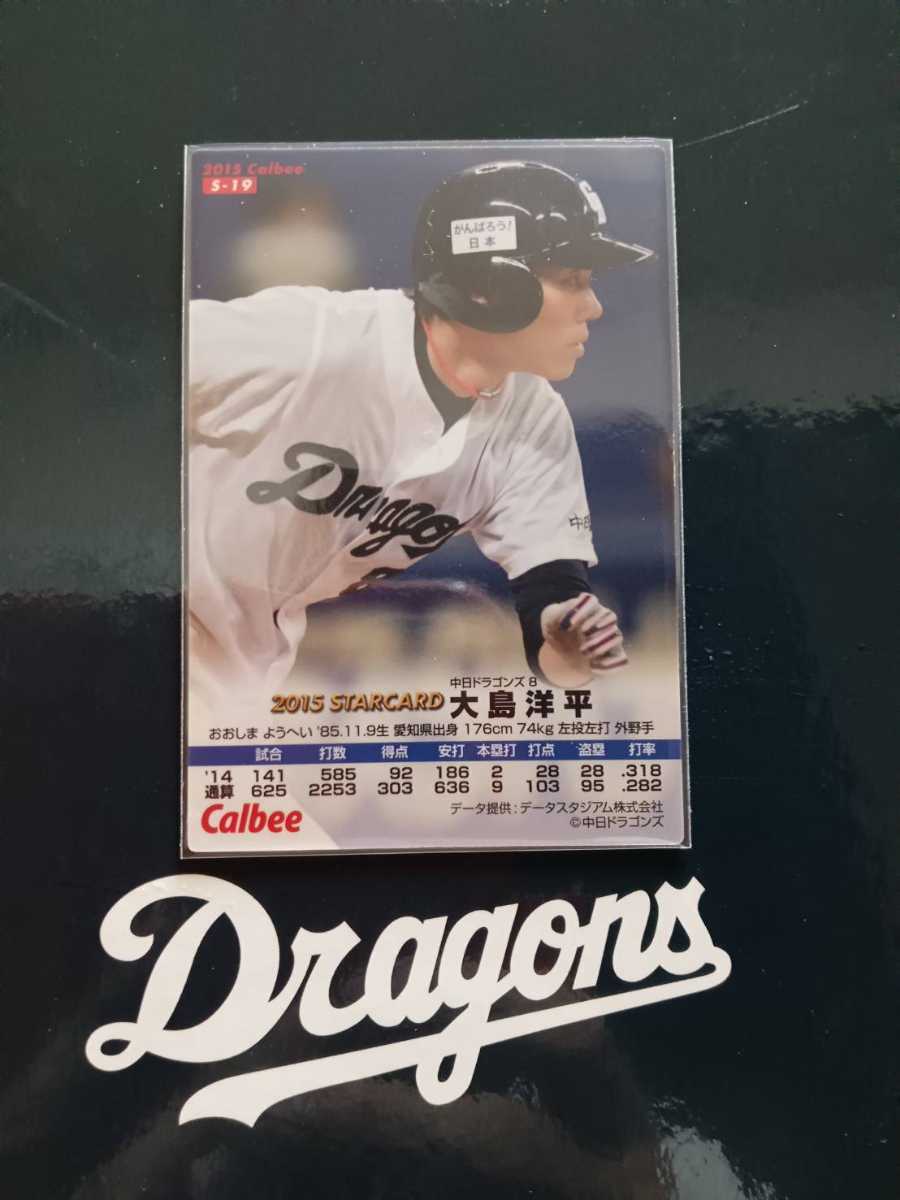 2015 Calbee
S-19
がんばろう!
日本
Dragons
中日
中日ドラゴンズ 8
2015 STARCARD 大島洋平
おおしま ようへい '85.11.9生 愛知県出身 176cm 74kg 左投左打 外野手
試合 打数 得点 安打 本塁打 打点 盗塁 打率
'14 141 585 92 186 2 28 28 .318
通算 625 2253 303 636 9 103 95 .282
Calbee
データ提供:データスタジアム株式会社
©中日ドラゴンズ
Dragons